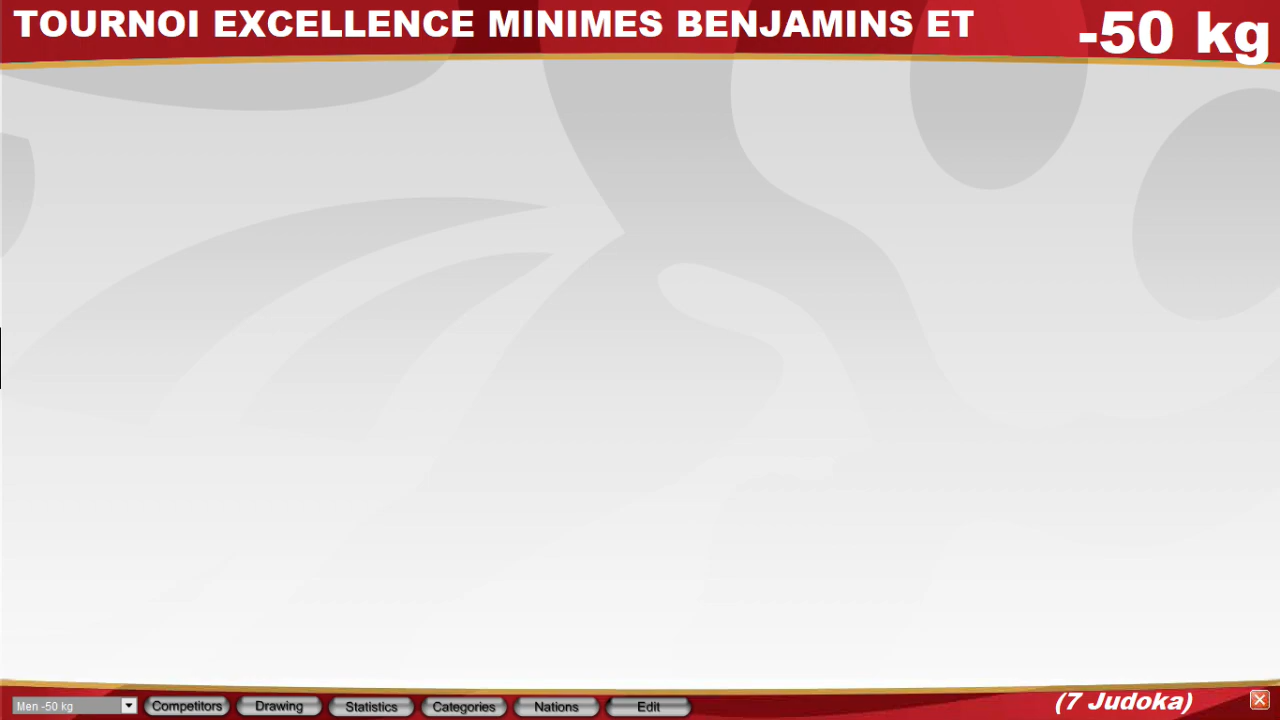 TOURNOI EXCELLENCE MINIMES BENJAMINS ET
-50 kg
Men -50 kg
Competitors
Drawing
Statistics
Categories
Nations
Edit
(7 Judoka)